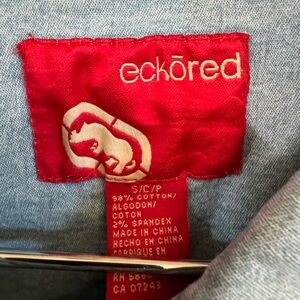 eckōred
S/C/P
98% COTTON/
ALGODON/
COTON
2% SPANDEX
MADE IN CHINA
HECHO EN CHINA
FABRIQUE EN
CA 07243